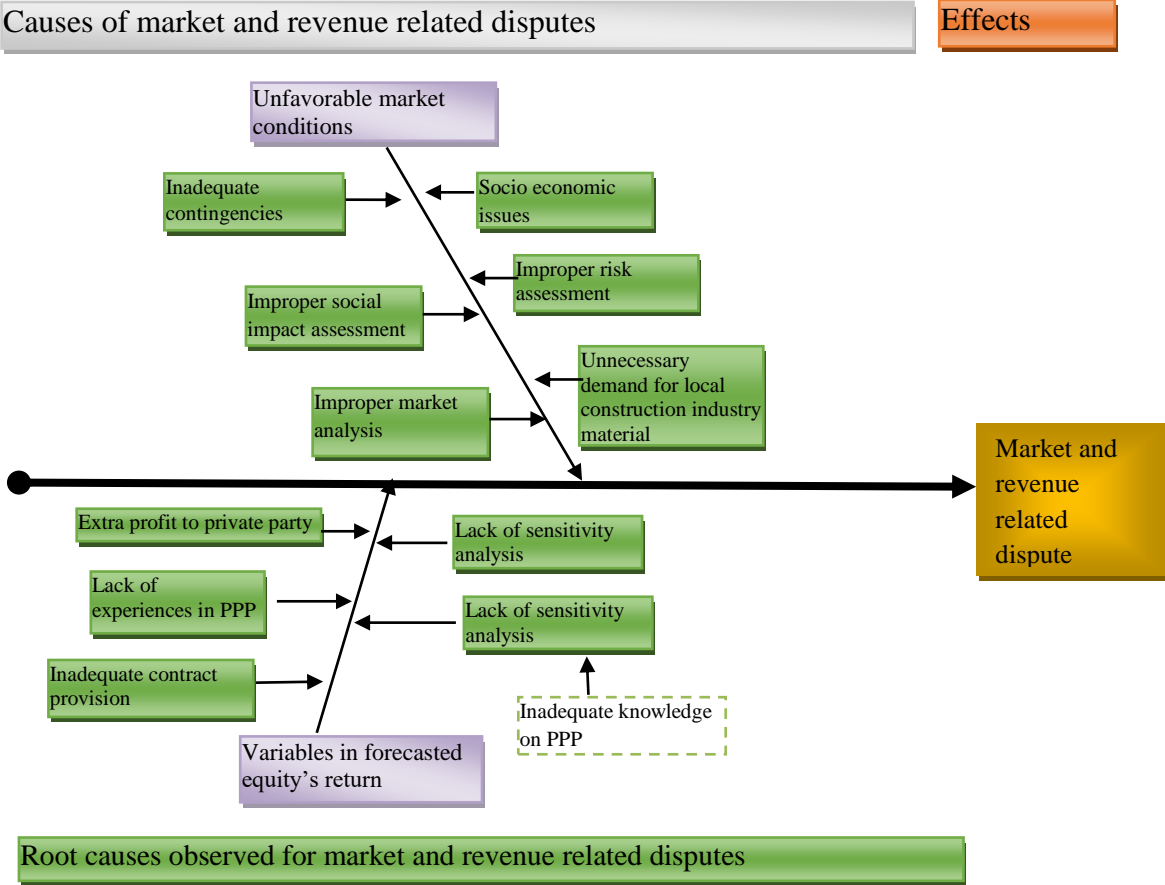 Causes of market and revenue related disputes
Effects
Unfavorable market
conditions
Inadequate
contingencies
Socio economic
issues
Improper risk
assessment
Improper social
impact assessment
Unnecessary
demand for local
construction industry
material
Improper market
analysis
Market and
revenue
related
dispute
Extra profit to private party
Lack of sensitivity
analysis
Lack of
experiences in PPP
Lack of sensitivity
analysis
Inadequate contract
provision
Inadequate knowledge
on PPP
Variables in forecasted
equity’s return
Root causes observed for market and revenue related disputes